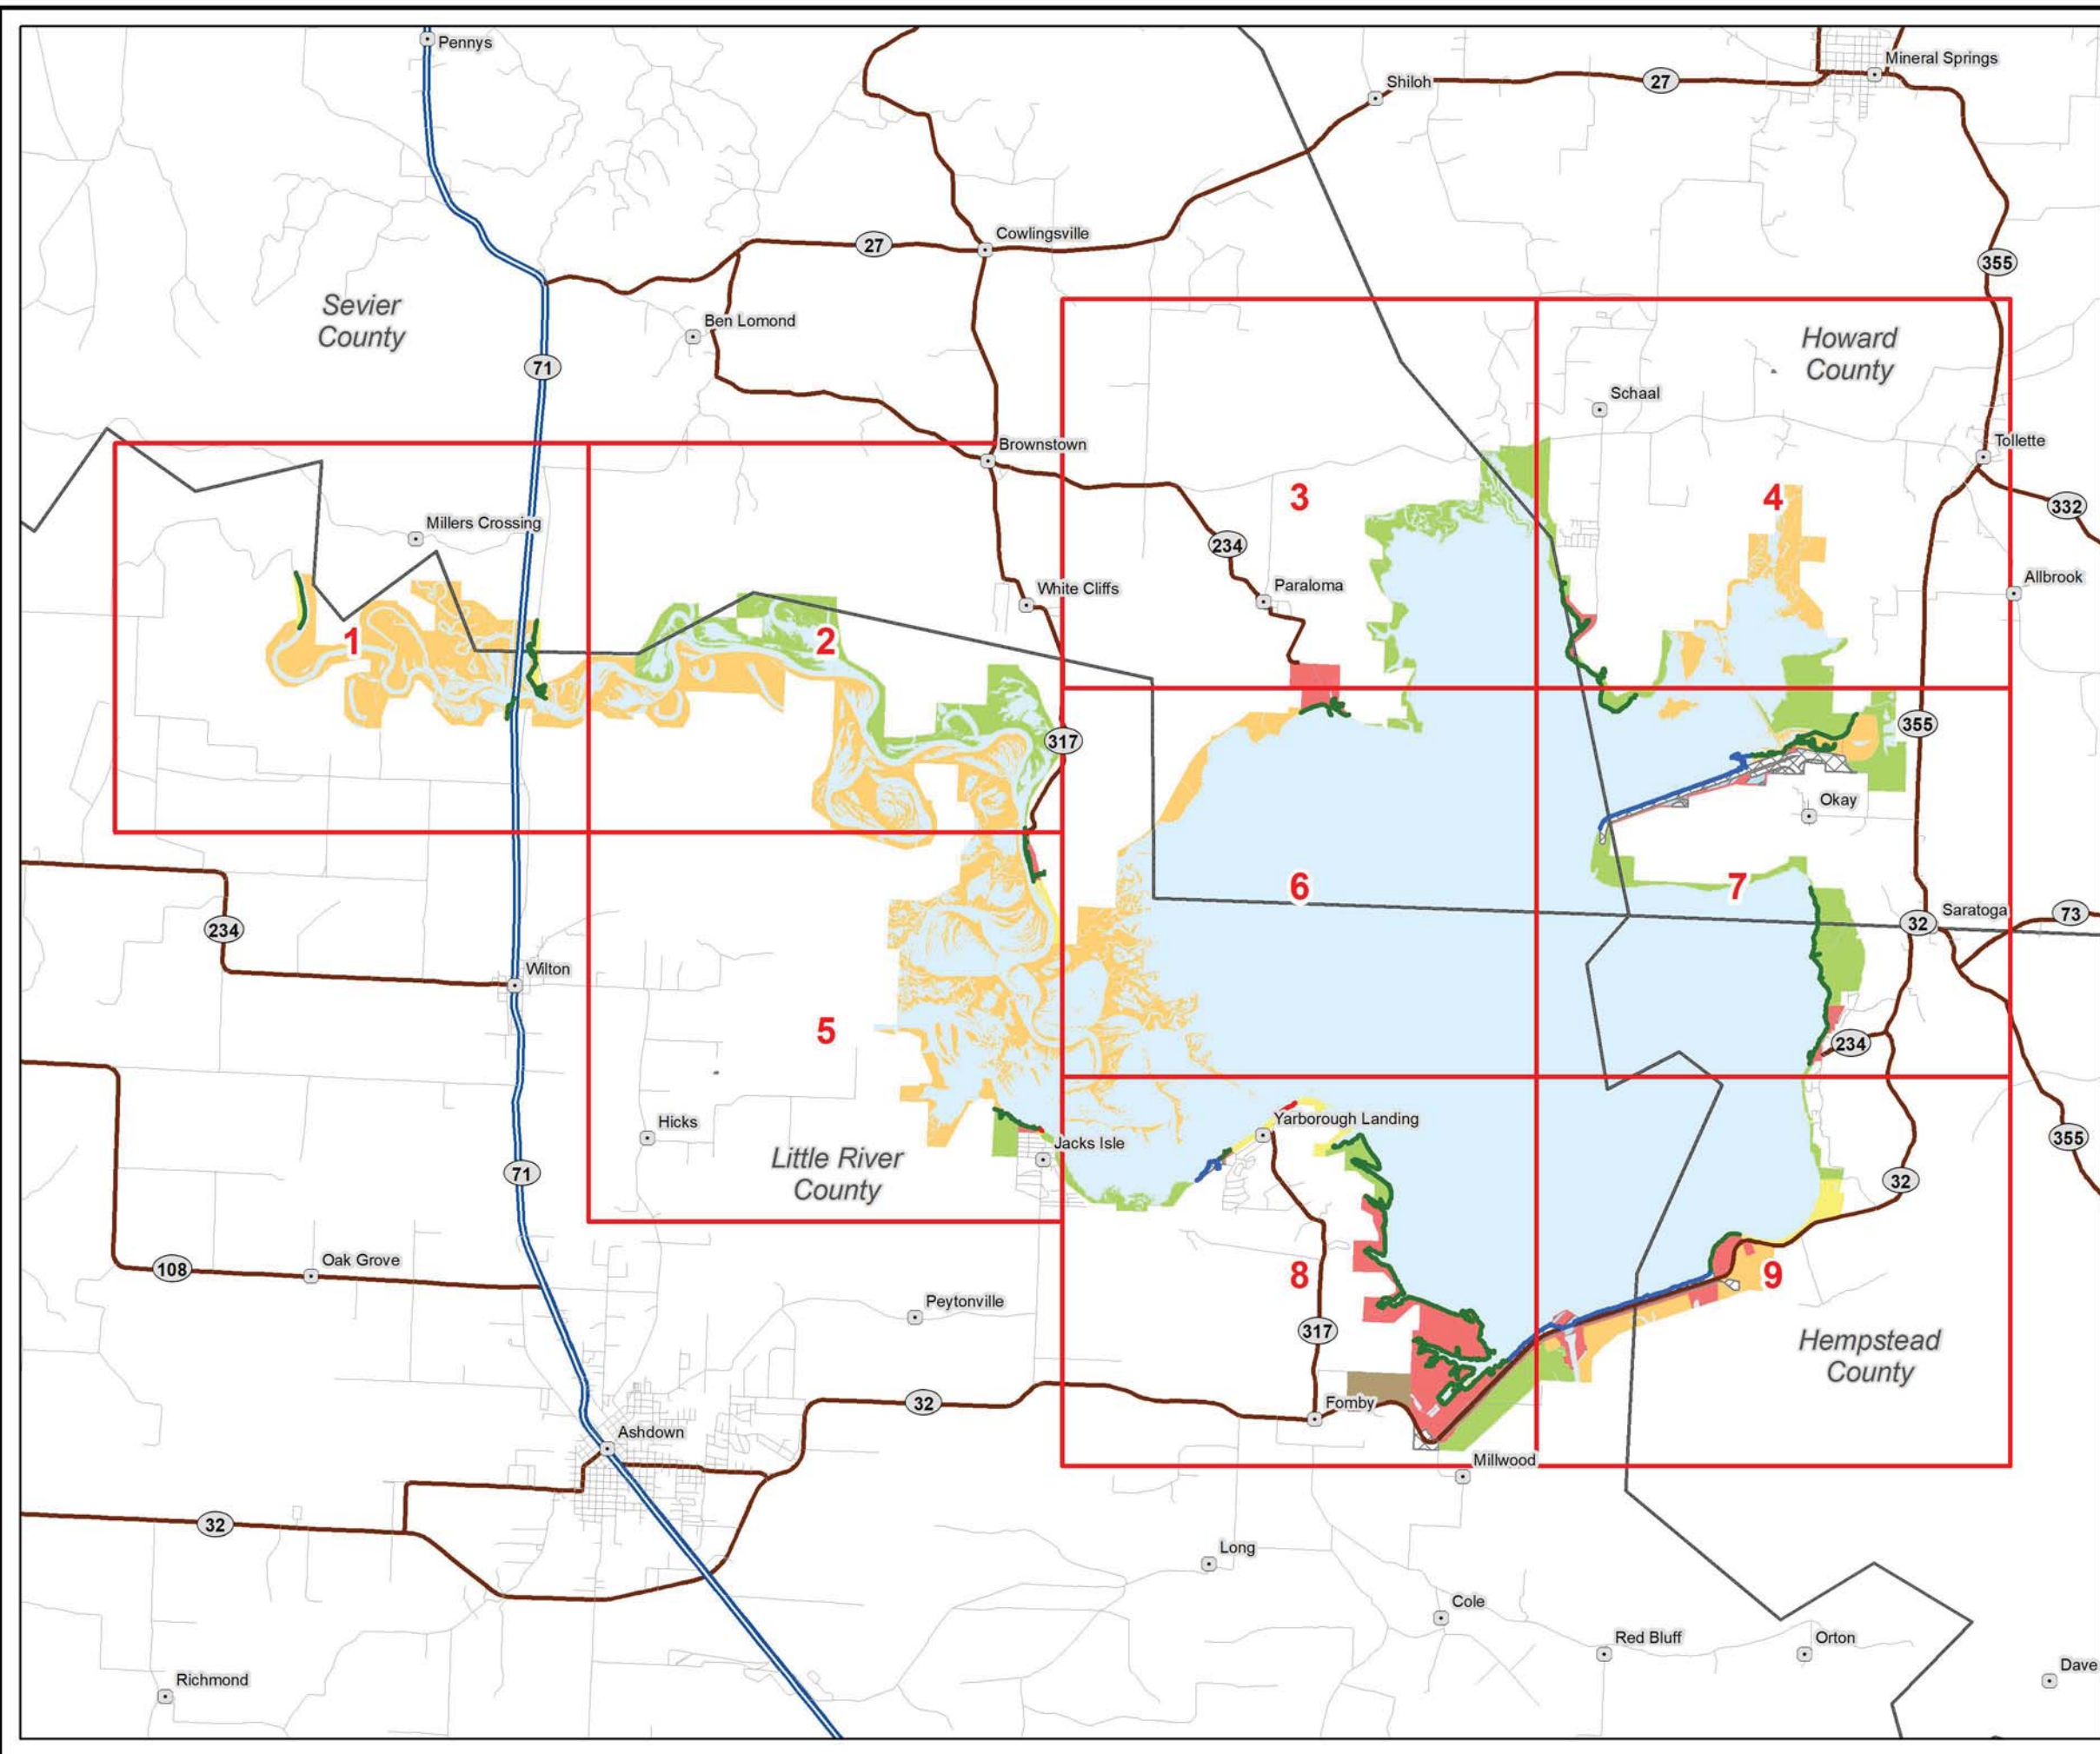 Pennys
Mineral Springs
Shiloh
27
Cowlingsville
27
355
Sevier
County
Ben Lomond
Howard
County
71
Schaal
Brownstown
Tollette
3
4
332
Millers Crossing
234
Paraloma
Allbrook
White Cliffs
1
2
317
355
Okay
6
7
Saratoga
73
32
234
Wilton
5
234
Hicks
Yarborough Landing
Jacks Isle
355
Little River
County
71
32
108
Oak Grove
8
9
Peytonville
317
Hempstead
County
32
Fomby
Ashdown
Millwood
32
Long
Cole
Red Bluff
Orton
Dave
Richmond